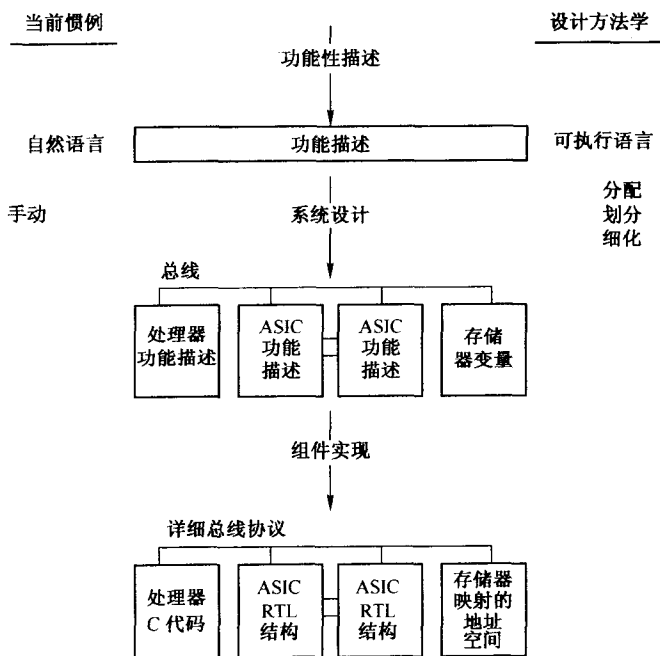 当前惯例
设计方法学
功能性描述
自然语言
功能描述
可执行语言
手动
系统设计
分配
划分
细化
总线
处理器
功能描述
ASIC
功能
描述
ASIC
功能
描述
存储
器变量
组件实现
详细总线协议
处理器
C 代码
ASIC
RTL
结构
ASIC
RTL
结构
存储器
映射的
地址
空间